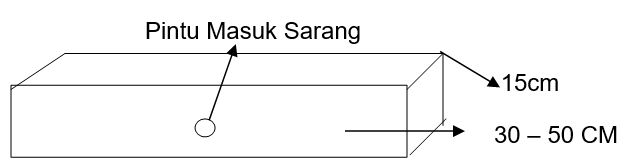 Pintu Masuk Sarang
15cm
30 – 50 CM